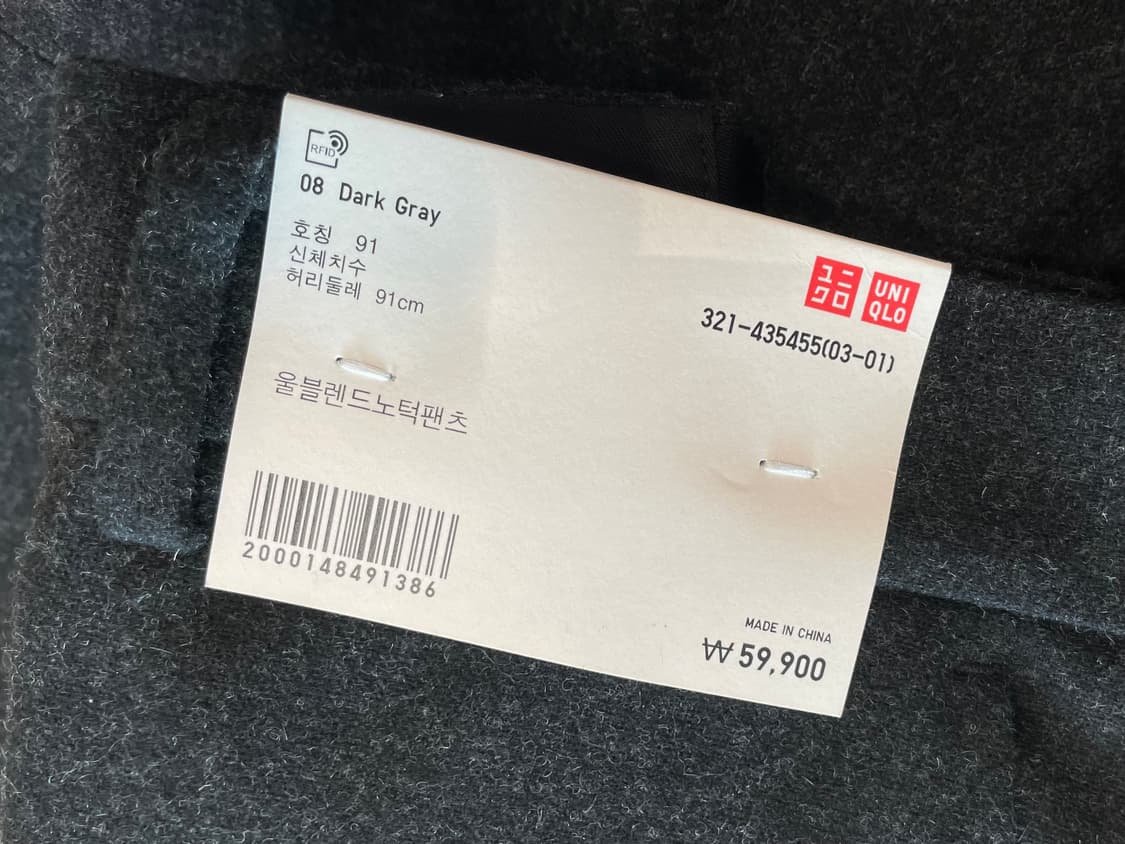 RFID
08 Dark Gray
호칭 91
신체치수
허리둘레 91cm
ユニ
クロ
UNI
QLO
321-435455(03-01)
울블렌드노턱팬츠
2000148491386
MADE IN CHINA
₩59,900